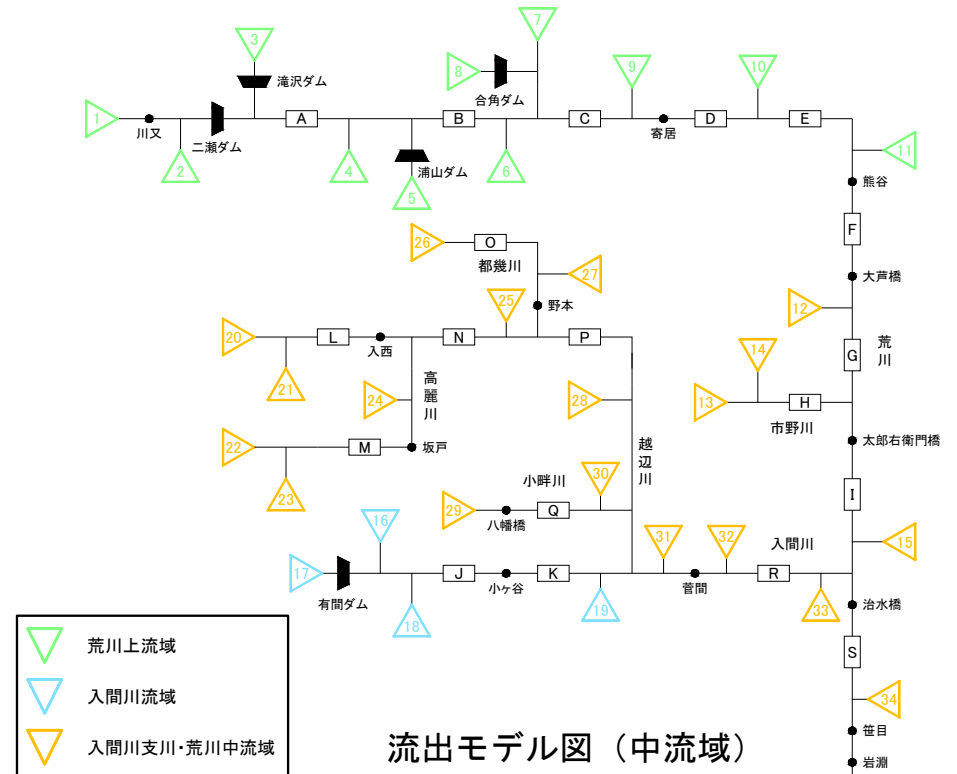 3
7
滝沢ダム
8
合角ダム
9
10
1
川又
二瀬ダム
A
B
C
寄居
D
E
2
4
浦山ダム
5
6
11
熊谷
F
26
O
都幾川
27
大芦橋
25
野本
12
荒川
20
L
入西
N
P
G
21
高麗川
24
28
14
13
H
市野川
22
M
坂戸
太郎右衛門橋
23
越辺川
小畔川
30
I
29
八幡橋
Q
16
31
32
入間川
15
17
有間ダム
J
小ヶ谷
K
菅間
R
18
19
33
治水橋
S
荒川上流域
入間川流域
入間川支川・荒川中流域
34
笹目
岩淵
流出モデル図（中流域）